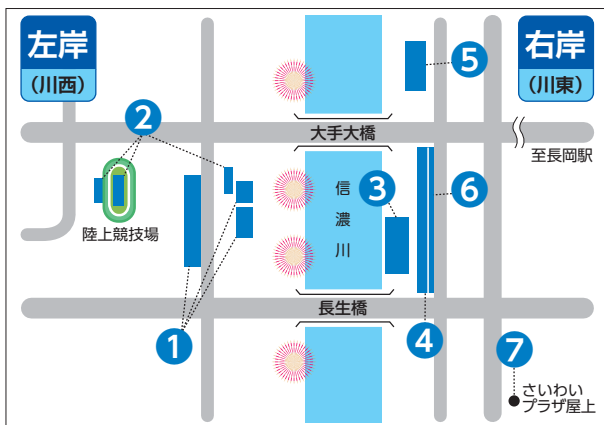 左岸
(川西)
右岸
(川東)
5
2
大手大橋
至長岡駅
信濃川
3
6
陸上競技場
長生橋
1
4
7
さいわい
プラザ屋上